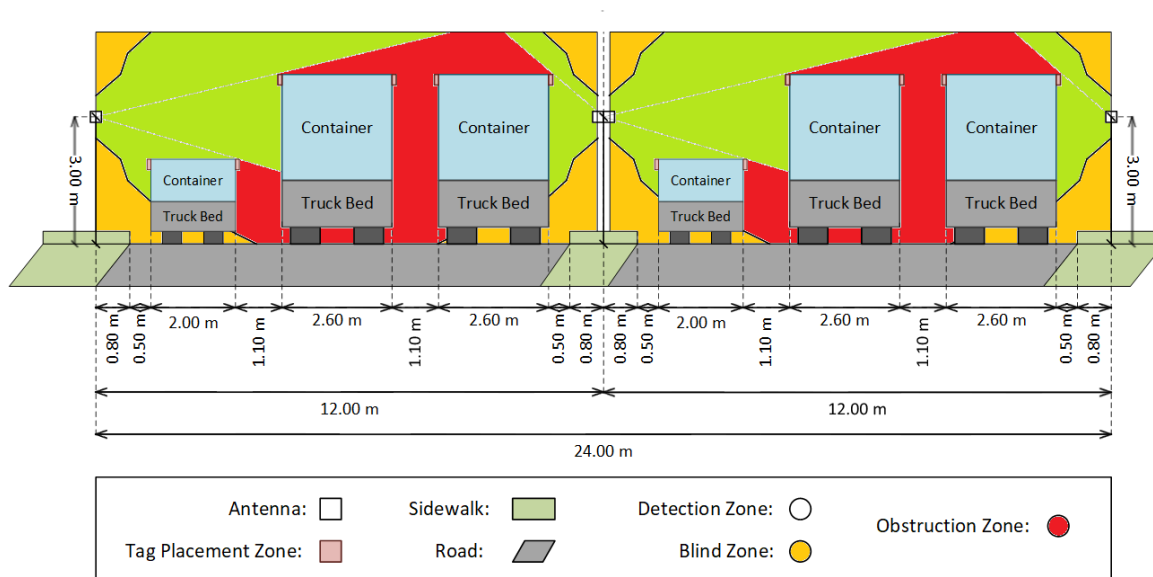 Container
Container
Container
Container
Container
Container
Truck Bed
Truck Bed
Truck Bed
Truck Bed
Truck Bed
Truck Bed
3.00 m
3.00 m
0.80 m
0.50 m
2.00 m
1.10 m
2.60 m
1.10 m
2.60 m
0.50 m
0.80 m
0.80 m
0.50 m
2.00 m
1.10 m
2.60 m
1.10 m
2.60 m
0.50 m
0.80 m
12.00 m
12.00 m
24.00 m
Antenna:
Sidewalk:
Detection Zone:
Obstruction Zone:
Tag Placement Zone:
Road:
Blind Zone: